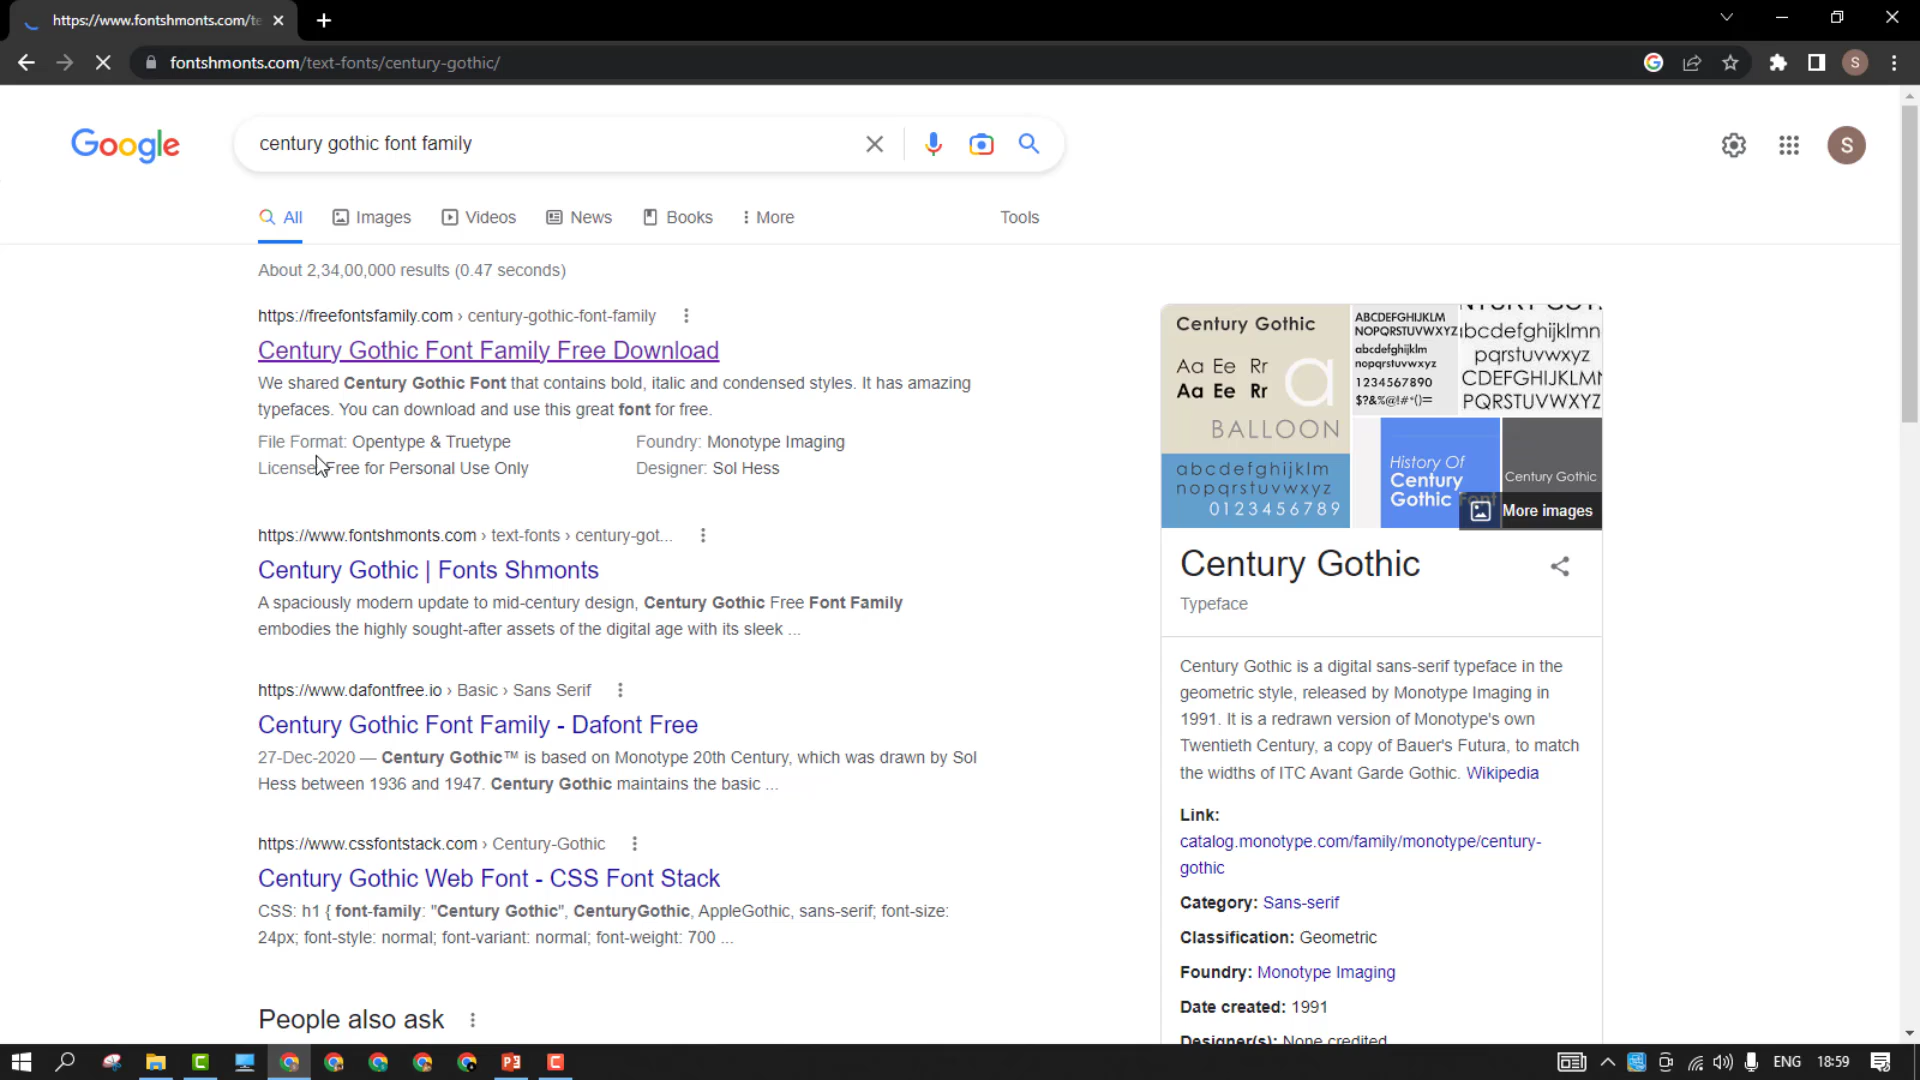 https://www.fontshmonts.com/te
fontshmonts.com/text-fonts/century-gothic/
S
Google
century gothic font family
S
All
Images
Videos
News
Books
More
Tools
About 2,34,00,000 results (0.47 seconds)
https://freefontsfamily.com › century-gothic-font-family
Century Gothic Font Family Free Download
We shared Century Gothic Font that contains bold, italic and condensed styles. It has amazing
typefaces. You can download and use this great font for free.
File Format: Opentype & Truetype
Foundry: Monotype Imaging
License: Free for Personal Use Only
Designer: Sol Hess
https://www.fontshmonts.com › text-fonts › century-got...
Century Gothic | Fonts Shmonts
A spaciously modern update to mid-century design, Century Gothic Free Font Family
embodies the highly sought-after assets of the digital age with its sleek ...
https://www.dafontfree.io › Basic › Sans Serif
Century Gothic Font Family - Dafont Free
27-Dec-2020 — Century Gothic™ is based on Monotype 20th Century, which was drawn by Sol
Hess between 1936 and 1947. Century Gothic maintains the basic ...
https://www.cssfontstack.com › Century-Gothic
Century Gothic Web Font - CSS Font Stack
CSS: h1 { font-family: "Century Gothic", CenturyGothic, AppleGothic, sans-serif; font-size:
24px; font-style: normal; font-variant: normal; font-weight: 700 ...
People also ask
Century Gothic
Aa Ee Rr
Aa Ee Rr
a
BALLOON
abcdefghijklm
nopqrstuvwxyz
0123456789
ABCDEFGHIJKLM
NOPQRSTUVWXYZ
abcdefghijklm
nopqrstuvwxyz
1234567890
$?&%@!#*()=
bcdefghijklmn
pqrstuvwxyz
CDEFGHIJKLM
PQRSTUVWXYZ
History Of
Century
Gothic Font
Century Gothic
More images
Century Gothic
Typeface
Century Gothic is a digital sans-serif typeface in the
geometric style, released by Monotype Imaging in
1991. It is a redrawn version of Monotype's own
Twentieth Century, a copy of Bauer's Futura, to match
the widths of ITC Avant Garde Gothic. Wikipedia
Link:
catalog.monotype.com/family/monotype/century-
gothic
Category: Sans-serif
Classification: Geometric
Foundry: Monotype Imaging
Date created: 1991
Designer(s): None credited
ENG
18:59